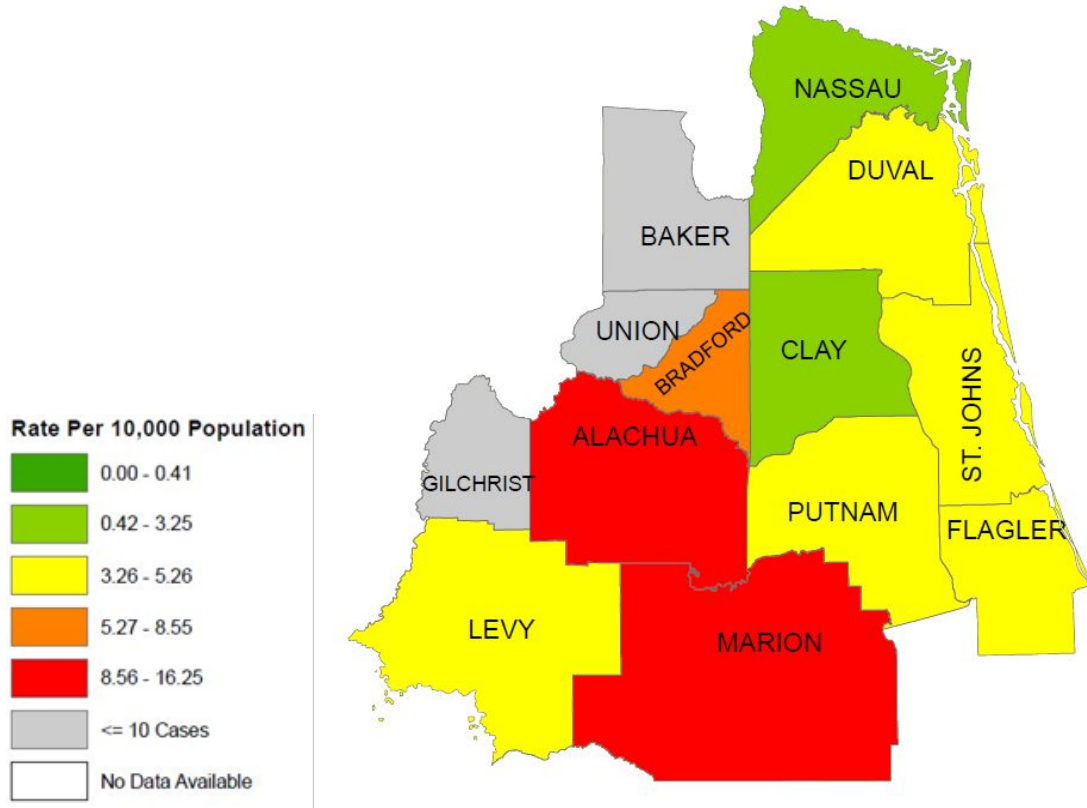 NASSAU
DUVAL
BAKER
UNION
BRADFORD
CLAY
ST. JOHNS
ALACHUA
GILCHRIST
PUTNAM
FLAGLER
LEVY
MARION
Rate Per 10,000 Population
0.00 - 0.41
0.42 - 3.25
3.26 - 5.26
5.27 - 8.55
8.56 - 16.25
<= 10 Cases
No Data Available